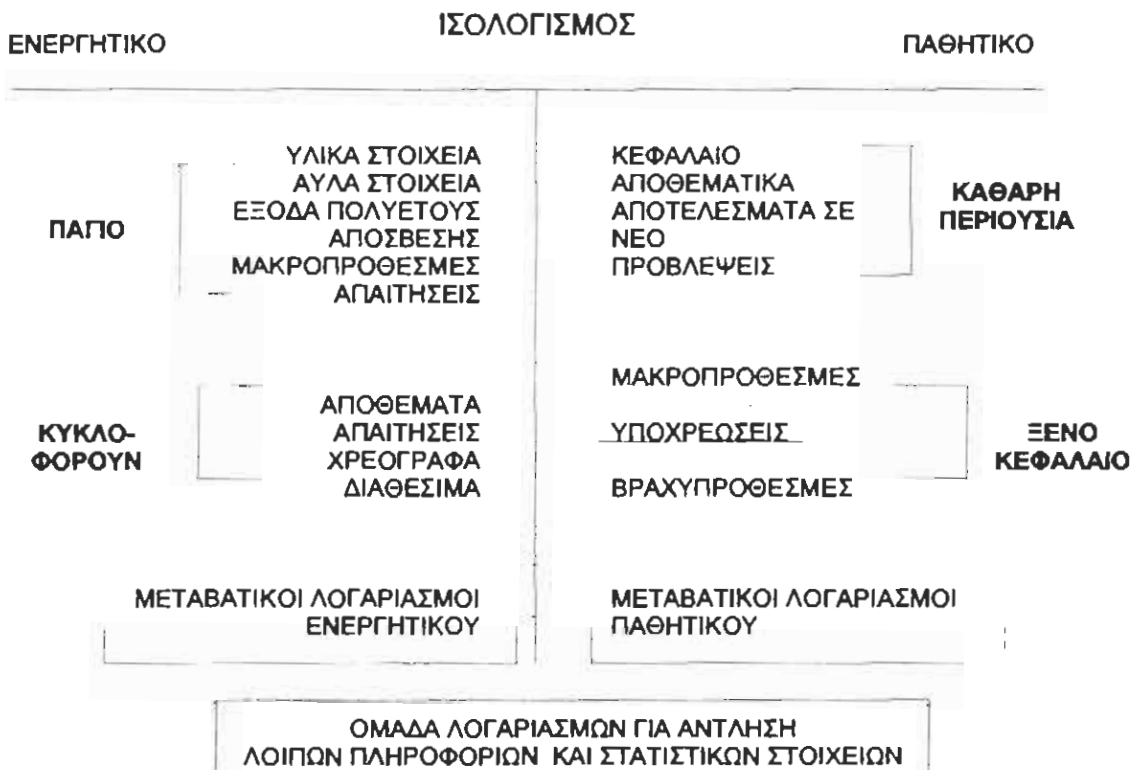 ΙΣΟΛΟΓΙΣΜΟΣ
ΕΝΕΡΓΗΤΙΚΟ
ΠΑΘΗΤΙΚΟ
ΠΑΓΙΟ
ΥΛΙΚΑ ΣΤΟΙΧΕΙΑ
ΑΥΛΑ ΣΤΟΙΧΕΙΑ
ΕΞΟΔΑ ΠΟΛΥΕΤΟΥΣ
ΑΠΟΣΒΕΣΗΣ
ΜΑΚΡΟΠΡΟΘΕΣΜΕΣ
ΑΠΑΙΤΗΣΕΙΣ
ΚΕΦΑΛΑΙΟ
ΑΠΟΘΕΜΑΤΙΚΑ
ΑΠΟΤΕΛΕΣΜΑΤΑ ΣΕ
ΝΕΟ
ΠΡΟΒΛΕΨΕΙΣ
ΚΑΘΑΡΗ
ΠΕΡΙΟΥΣΙΑ
ΚΥΚΛΟ-
ΦΟΡΟΥΝ
ΑΠΟΘΕΜΑΤΑ
ΑΠΑΙΤΗΣΕΙΣ
ΧΡΕΟΓΡΑΦΑ
ΔΙΑΘΕΣΙΜΑ
ΜΑΚΡΟΠΡΟΘΕΣΜΕΣ
ΥΠΟΧΡΕΩΣΕΙΣ
ΒΡΑΧΥΠΡΟΘΕΣΜΕΣ
ΞΕΝΟ
ΚΕΦΑΛΑΙΟ
ΜΕΤΑΒΑΤΙΚΟΙ ΛΟΓΑΡΙΑΣΜΟΙ
ΕΝΕΡΓΗΤΙΚΟΥ
ΜΕΤΑΒΑΤΙΚΟΙ ΛΟΓΑΡΙΑΣΜΟΙ
ΠΑΘΗΤΙΚΟΥ
ΟΜΑΔΑ ΛΟΓΑΡΙΑΣΜΩΝ ΓΙΑ ΑΝΤΛΗΣΗ
ΛΟΙΠΩΝ ΠΛΗΡΟΦΟΡΙΩΝ ΚΑΙ ΣΤΑΤΙΣΤΙΚΩΝ ΣΤΟΙΧΕΙΩΝ